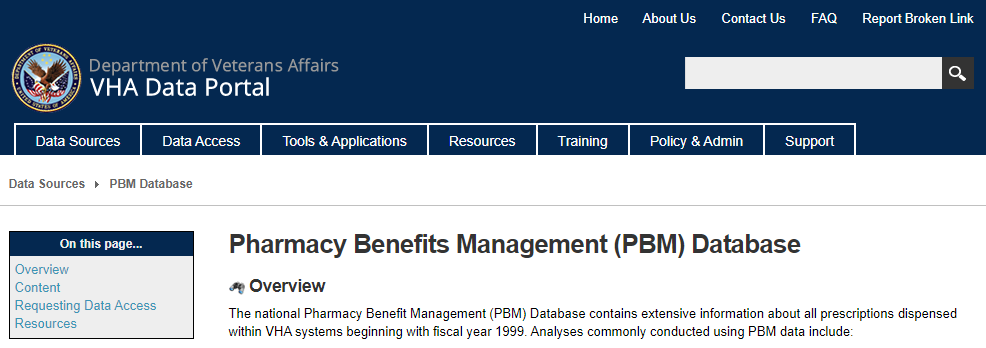 Home About Us Contact Us FAQ Report Broken Link
Department of Veterans Affairs
VHA Data Portal
Data Sources Data Access Tools & Applications Resources Training Policy & Admin Support
Data Sources PBM Database
On this page...
Overview
Content
Requesting Data Access
Resources
Pharmacy Benefits Management (PBM) Database
Overview
The national Pharmacy Benefit Management (PBM) Database contains extensive information about all prescriptions dispensed
within VHA systems beginning with fiscal year 1999. Analyses commonly conducted using PBM data include: